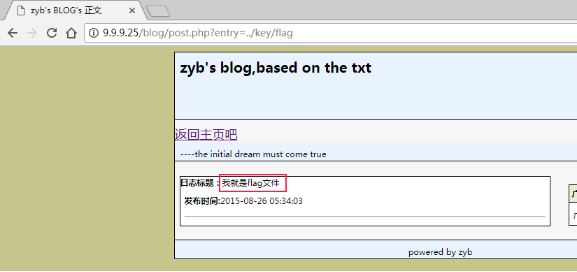 zyb's BLOG's 正文
9.9.9.25/blog/post.php?entry=../key/flag
zyb's blog,based on the txt
返回主页吧
----the initial dream must come true
日志标题：我就是flag文件
发布时间:2015-08-26 05:34:03
powered by zyb